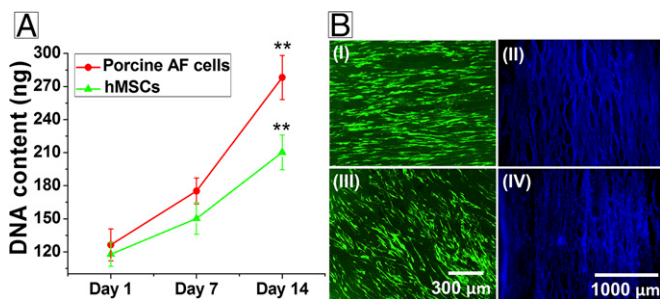 A
DNA content (ng)
300
270
240
210
180
150
120
Porcine AF cells
hMSCs
**
**
Day 1
Day 7
Day 14
B
(I)
(II)
(III)
(IV)
300 µm
1000 µm